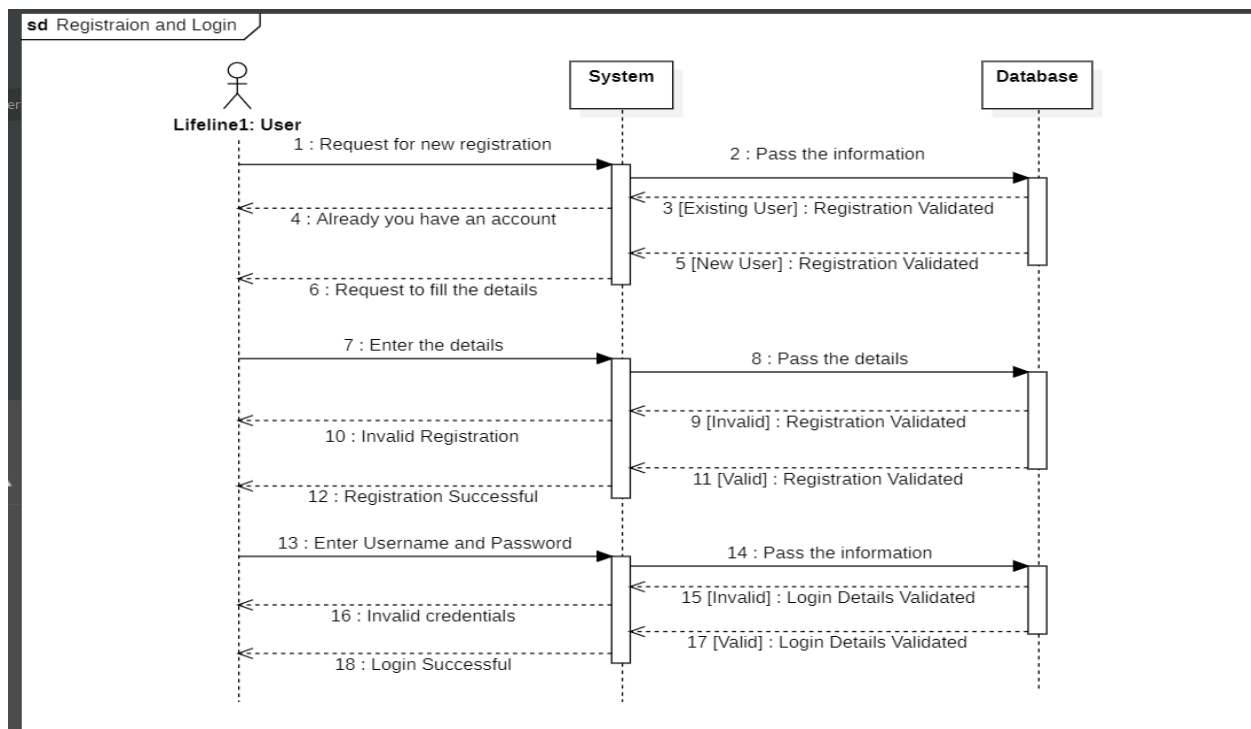 sd Registraion and Login
er
System
Database
Lifeline1: User
1 : Request for new registration
2 : Pass the information
3 [Existing User] : Registration Validated
4 : Already you have an account
5 [New User] : Registration Validated
6 : Request to fill the details
7 : Enter the details
8 : Pass the details
9 [Invalid] : Registration Validated
10 : Invalid Registration
11 [Valid] : Registration Validated
12 : Registration Successful
13 : Enter Username and Password
14 : Pass the information
15 [Invalid] : Login Details Validated
16 : Invalid credentials
17 [Valid] : Login Details Validated
18 : Login Successful